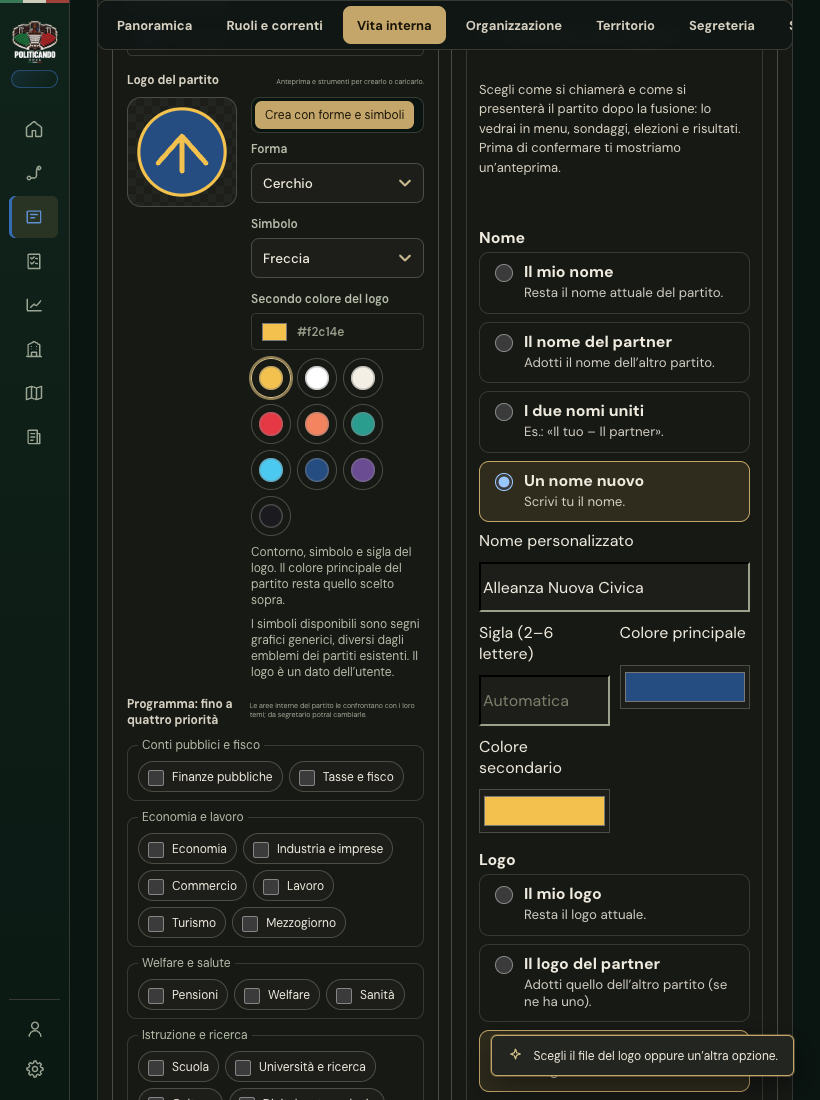 POLITICANDO
Panoramica
Ruoli e correnti
Vita interna
Organizzazione
Territorio
Segreteria
Logo del partito
Anteprima e strumenti per crearlo o caricarlo.
Crea con forme e simboli
Forma
Cerchio
Simbolo
Freccia
Secondo colore del logo
#f2c14e
Contorno, simbolo e sigla del
logo. Il colore principale del
partito resta quello scelto
sopra.
I simboli disponibili sono segni
grafici generici, diversi dagli
emblemi dei partiti esistenti. Il
logo è un dato dell’utente.
Programma: fino a
quattro priorità
Le aree interne del partito le confrontano con i loro
temi; da segretario potrai cambiarle.
Conti pubblici e fisco
Finanze pubbliche
Tasse e fisco
Economia e lavoro
Economia
Industria e imprese
Commercio
Lavoro
Turismo
Mezzogiorno
Welfare e salute
Pensioni
Welfare
Sanità
Istruzione e ricerca
Scuola
Università e ricerca
Scegli come si chiamerà e come si
presenterà il partito dopo la fusione: lo
vedrai in menu, sondaggi, elezioni e risultati.
Prima di confermare ti mostriamo
un’anteprima.
Nome
Il mio nome
Resta il nome attuale del partito.
Il nome del partner
Adotti il nome dell’altro partito.
I due nomi uniti
Es.: «Il tuo – Il partner».
Un nome nuovo
Scrivi tu il nome.
Nome personalizzato
Alleanza Nuova Civica
Sigla (2–6
lettere)
Colore principale
Automatica
Colore
secondario
Logo
Il mio logo
Resta il logo attuale.
Il logo del partner
Adotti quello dell’altro partito (se
ne ha uno).
Scegli il file del logo oppure un’altra opzione.